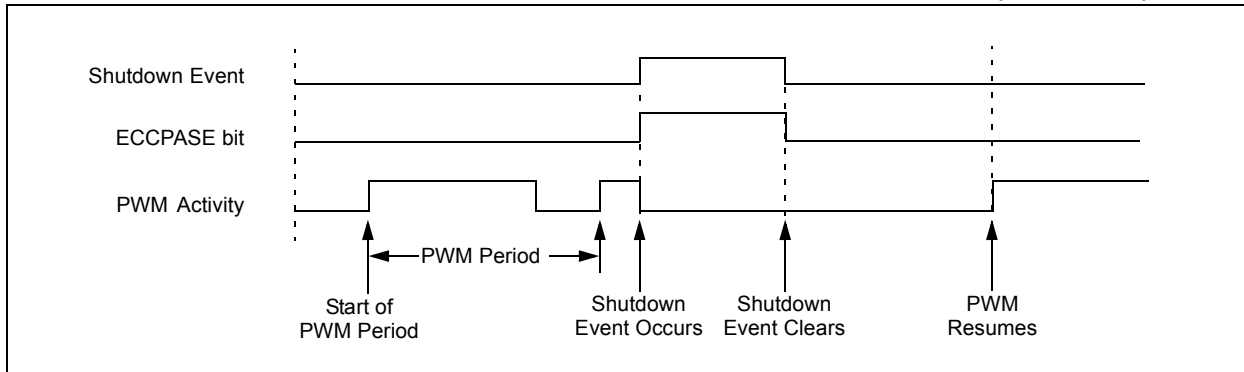 Shutdown Event
ECCPASE bit
PWM Activity
PWM Period
Start of
PWM Period
Shutdown
Event Occurs
Shutdown
Event Clears
PWM
Resumes